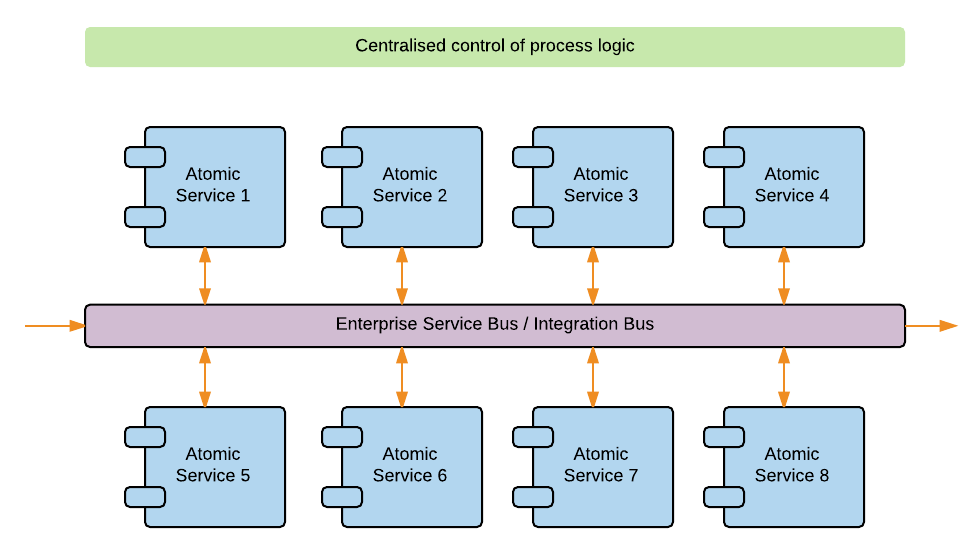 Centralised control of process logic
Atomic
Service 1
Atomic
Service 2
Atomic
Service 3
Atomic
Service 4
Enterprise Service Bus / Integration Bus
Atomic
Service 5
Atomic
Service 6
Atomic
Service 7
Atomic
Service 8